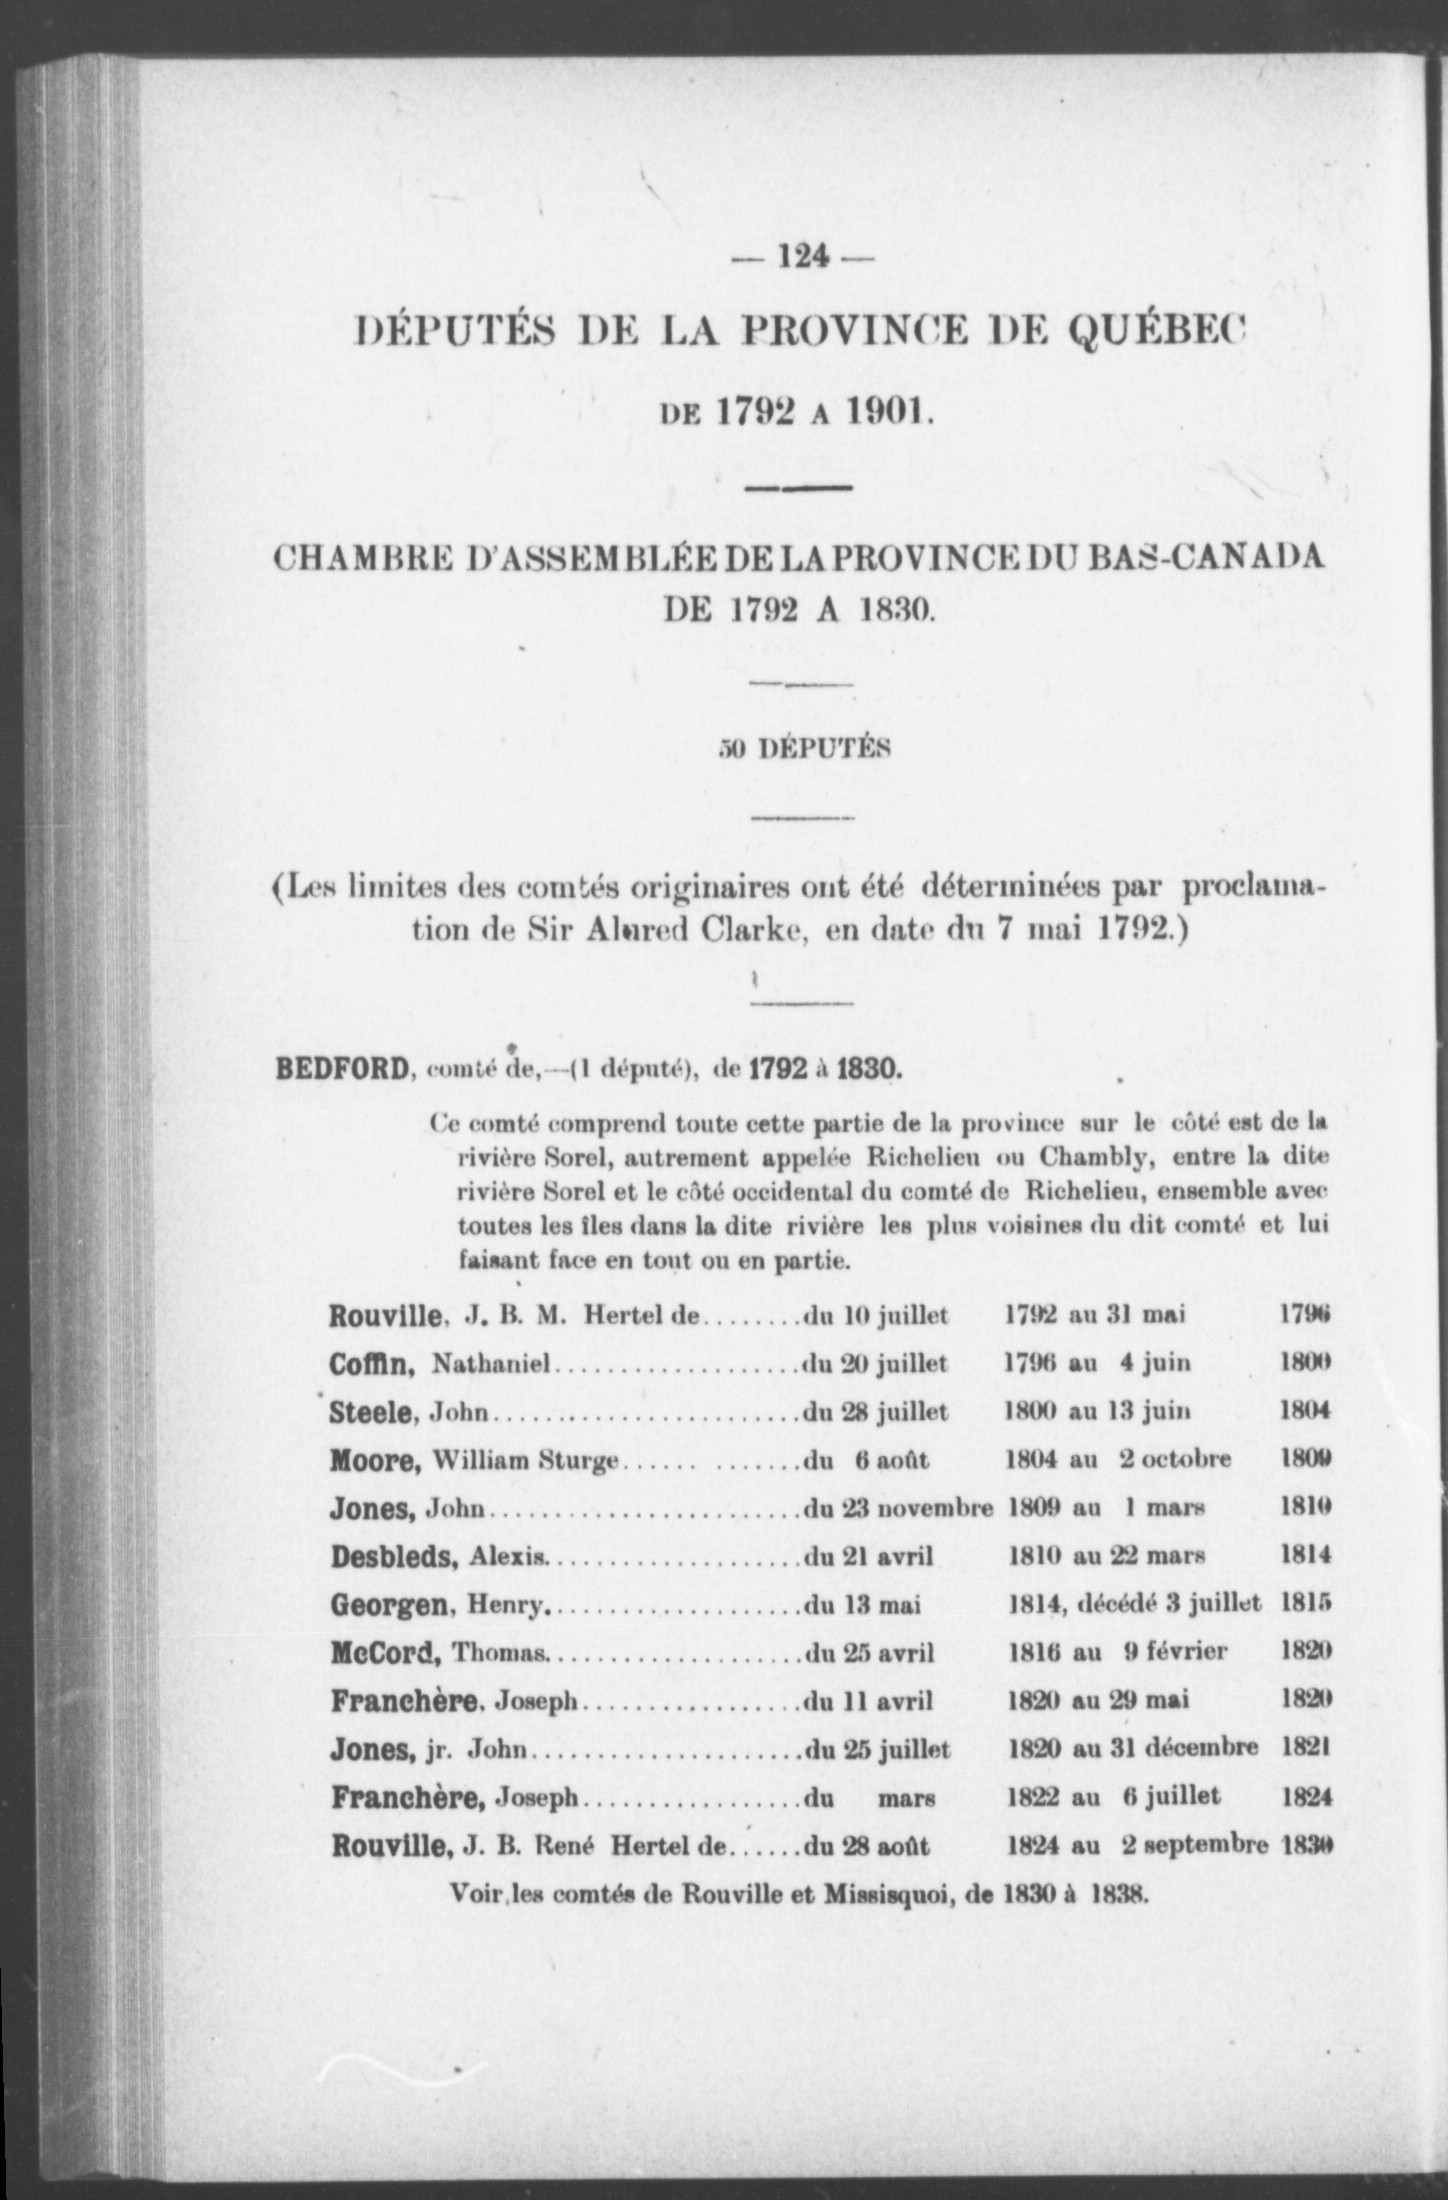 — 124 —
DÉPUTÉS DE LA PROVINCE DE QUÉBEC
DE 1792 A 1901.
CHAMBRE D'ASSEMBLÉE DE LA PROVINCE DU BAS-CANADA
DE 1792 A 1830.
50 DÉPUTÉS
(Les limites des comtés originaires ont été déterminées par proclama-
tion de Sir Alured Clarke, en date du 7 mai 1792.)
BEDFORD, comté de,—(1 député), de 1792 à 1830.
Ce comté comprend toute cette partie de la province sur le côté est de la
rivière Sorel, autrement appelée Richelieu ou Chambly, entre la dite
rivière Sorel et le côté occidental du comté de Richelieu, ensemble avec
toutes les îles dans la dite rivière les plus voisines du dit comté et lui
faisant face en tout ou en partie.
Rouville, J. B. M. Hertel de........du 10 juillet 1792 au 31 mai 1796
Coffin, Nathaniel...................du 20 juillet 1796 au 4 juin 1800
Steele, John........................du 28 juillet 1800 au 13 juin 1804
Moore, William Sturge...... .......du 6 août 1804 au 2 octobre 1809
Jones, John........................du 23 novembre 1809 au 1 mars 1810
Desbleds, Alexis....................du 21 avril 1810 au 22 mars 1814
Georgen, Henry....................du 13 mai 1814, décédé 3 juillet 1815
McCord, Thomas....................du 25 avril 1816 au 9 février 1820
Franchère, Joseph.................du 11 avril 1820 au 29 mai 1820
Jones, jr. John.....................du 25 juillet 1820 au 31 décembre 1821
Franchère, Joseph.................du mars 1822 au 6 juillet 1824
Rouville, J. B. René Hertel de......du 28 août 1824 au 2 septembre 1830
Voir les comtés de Rouville et Missisquoi, de 1830 à 1838.